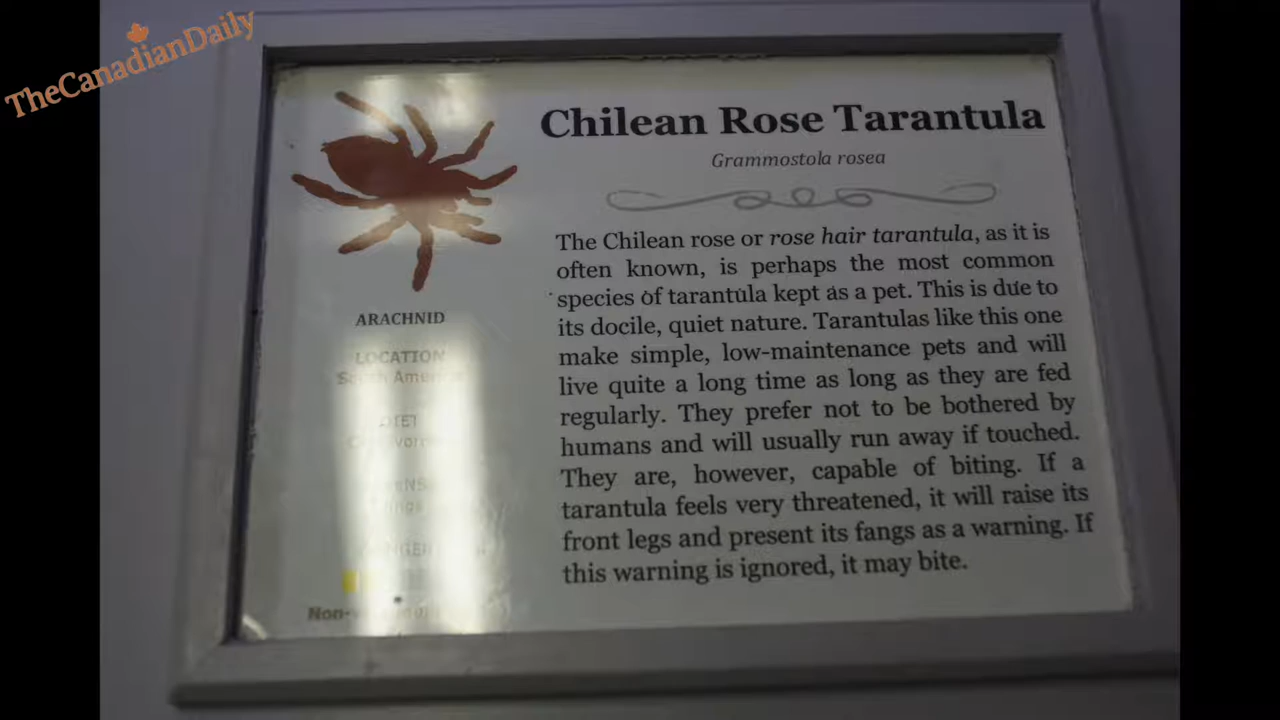 TheCanadianDaily
Chilean Rose Tarantula
Grammostola rosea
The Chilean rose or rose hair tarantula, as it is
often known, is perhaps the most common
species of tarantula kept as a pet. This is due to
its docile, quiet nature. Tarantulas like this one
make simple, low-maintenance pets and will
live quite a long time as long as they are fed
regularly. They prefer not to be bothered by
humans and will usually run away if touched.
They are, however, capable of biting. If a
tarantula feels very threatened, it will raise its
front legs and present its fangs as a warning. If
this warning is ignored, it may bite.
ARACHNID
LOCATION
South America
DIET